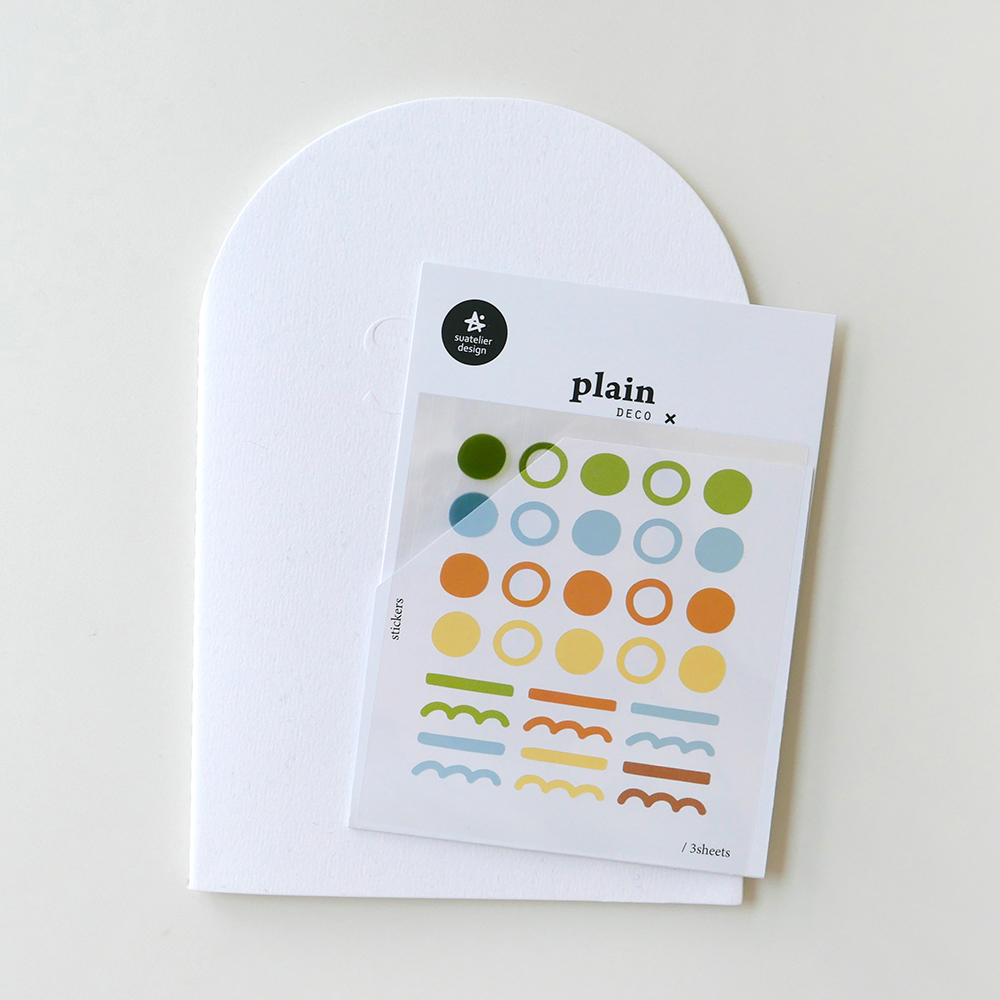 suatelier
design
plain
DECO ×
stickers
/ 3sheets